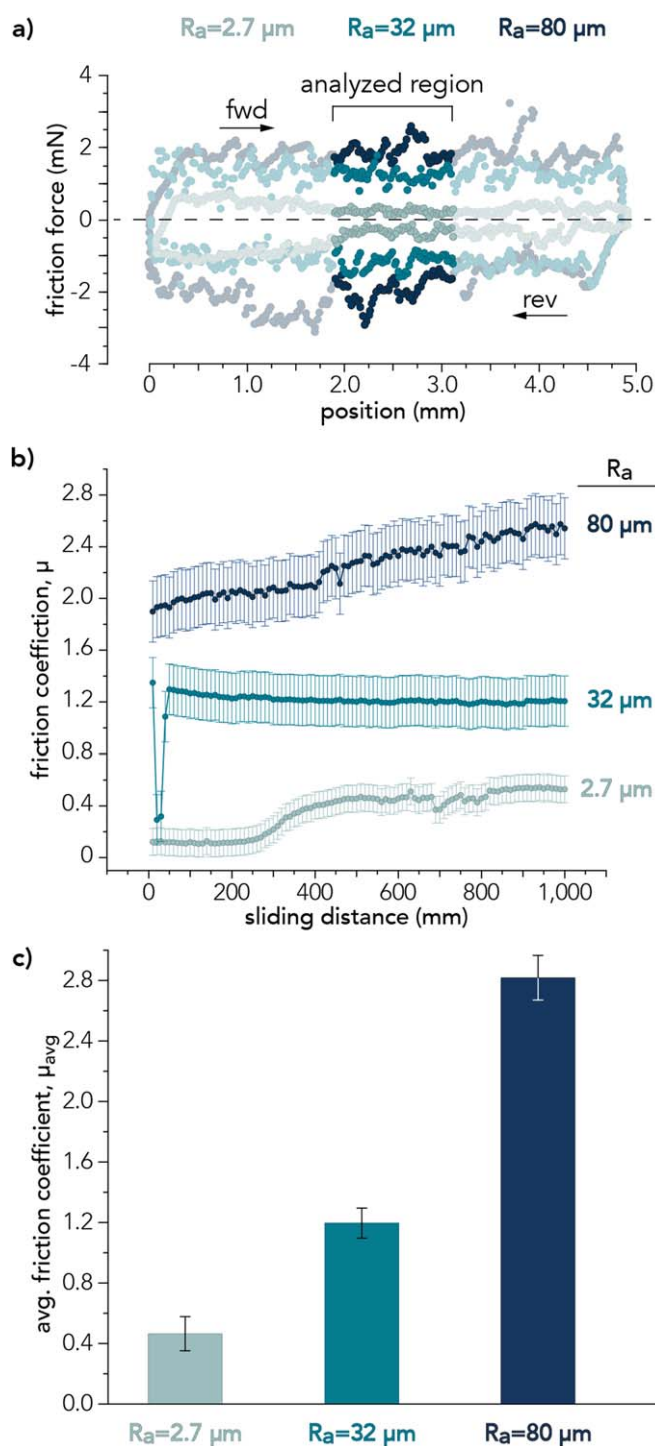 a)
Ra=2.7 µm Ra=32 µm Ra=80 µm
analyzed region
fwd
4
2
0
-2
-4
friction force (mN)
rev
0 1.0 2.0 3.0 4.0 5.0
position (mm)
b)
Ra
2.8
2.4
2.0
1.6
1.2
0.8
0.4
0
friction coeffiction, µ
80 µm
32 µm
2.7 µm
0 200 400 600 800 1,000
sliding distance (mm)
c)
2.8
2.4
2.0
1.6
1.2
0.8
0.4
0.0
avg. friction coefficient, µavg
Ra=2.7 µm Ra=32 µm Ra=80 µm